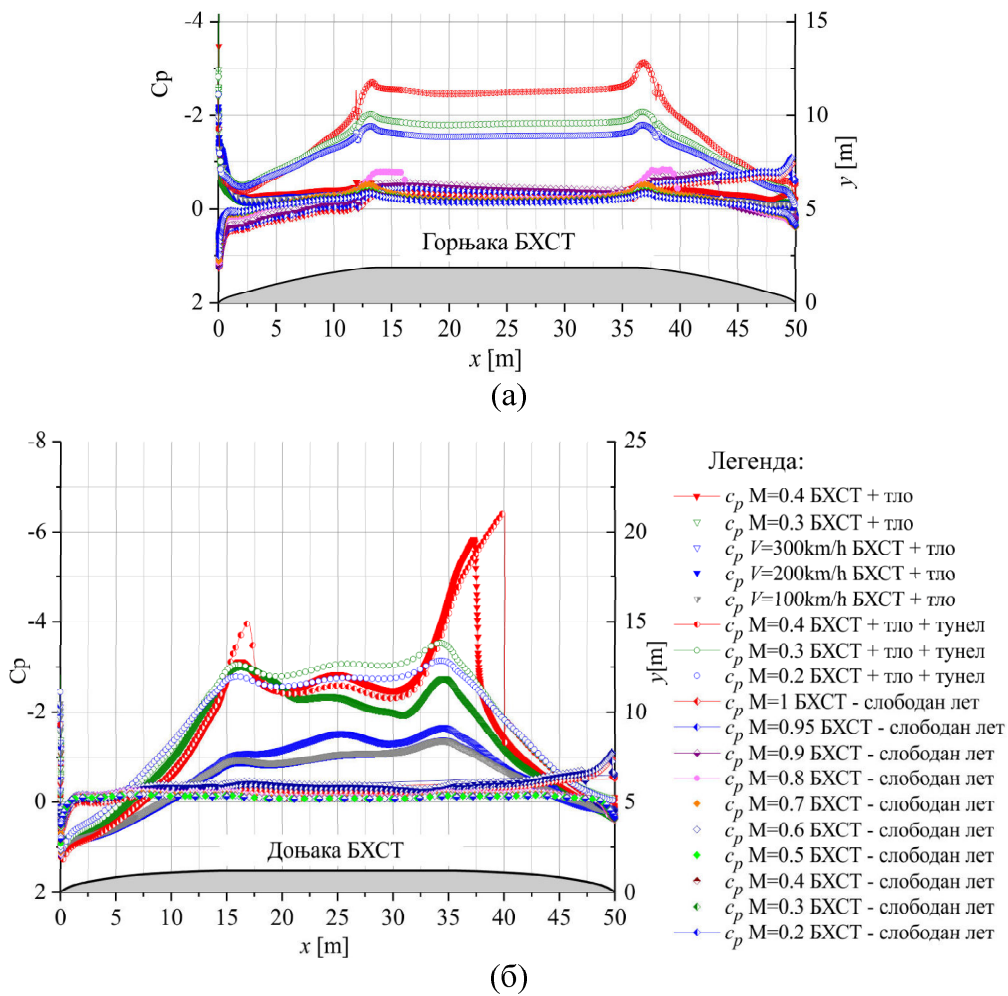 (а)
-4
-2
0
2
Cp
15
10
5
0
y [m]
Горњака БХСТ
0 5 10 15 20 25 30 35 40 45 50
x [m]
(а)
-8
-6
-4
-2
0
2
Cp
25
20
15
10
5
0
y[m]
Доњака БХСТ
0 5 10 15 20 25 30 35 40 45 50
x [m]
Легенда:
cp M=0.4 БХСТ + тло
cp M=0.3 БХСТ + тло
cp V=300km/h БХСТ + тло
cp V=200km/h БХСТ + тло
cp V=100km/h БХСТ + тло
cp M=0.4 БХСТ + тло + тунел
cp M=0.3 БХСТ + тло + тунел
cp M=0.2 БХСТ + тло + тунел
cp M=1 БХСТ - слободан лет
cp M=0.95 БХСТ - слободан лет
cp M=0.9 БХСТ - слободан лет
cp M=0.8 БХСТ - слободан лет
cp M=0.7 БХСТ - слободан лет
cp M=0.6 БХСТ - слободан лет
cp M=0.5 БХСТ - слободан лет
cp M=0.4 БХСТ - слободан лет
cp M=0.3 БХСТ - слободан лет
cp M=0.2 БХСТ - слободан лет
(б)